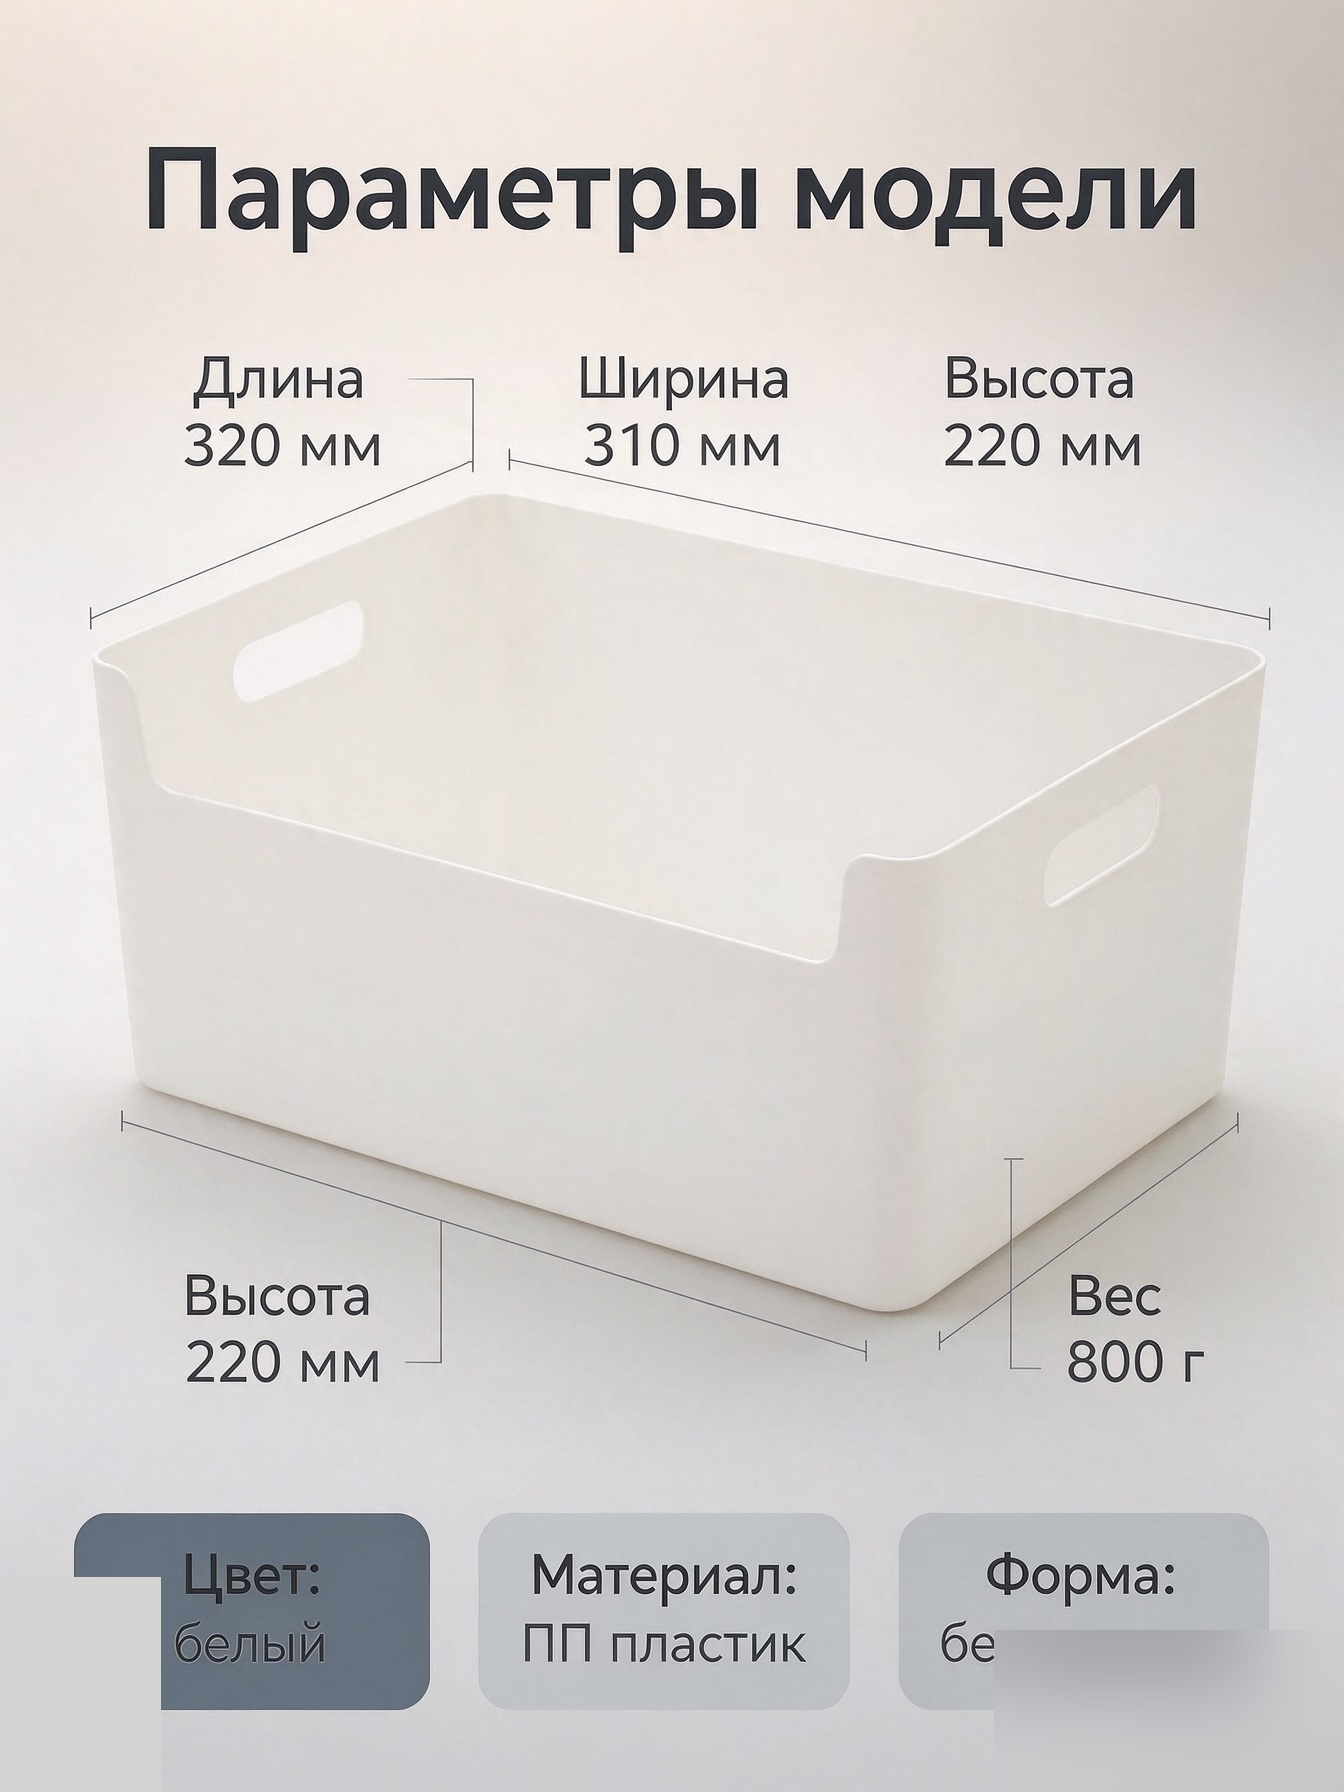 Параметры модели
Длина
320 мм
Ширина
310 мм
Высота
220 мм
Высота
220 мм
Вес
800 г
Цвет:
белый
Материал:
ПП пластик
Форма: